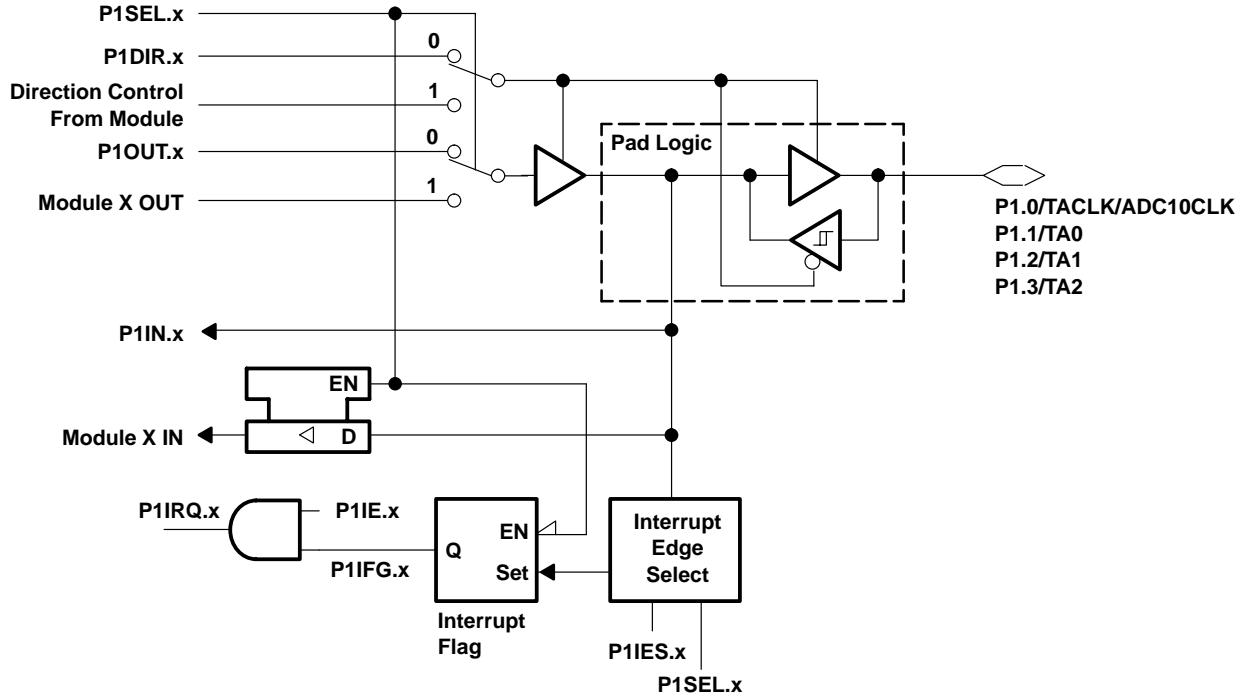 P1SEL.x
0
P1DIR.x
Direction Control
From Module
1
0
P1OUT.x
1
Module X OUT
Pad Logic
P1.0/TACLK/ADC10CLK
P1.1/TA0
P1.2/TA1
P1.3/TA2
P1IN.x
EN
Module X IN
D
P1IRQ.x
P1IE.x
P1IFG.x
EN
Q
Set
Interrupt
Flag
Interrupt
Edge
Select
P1IES.x
P1SEL.x